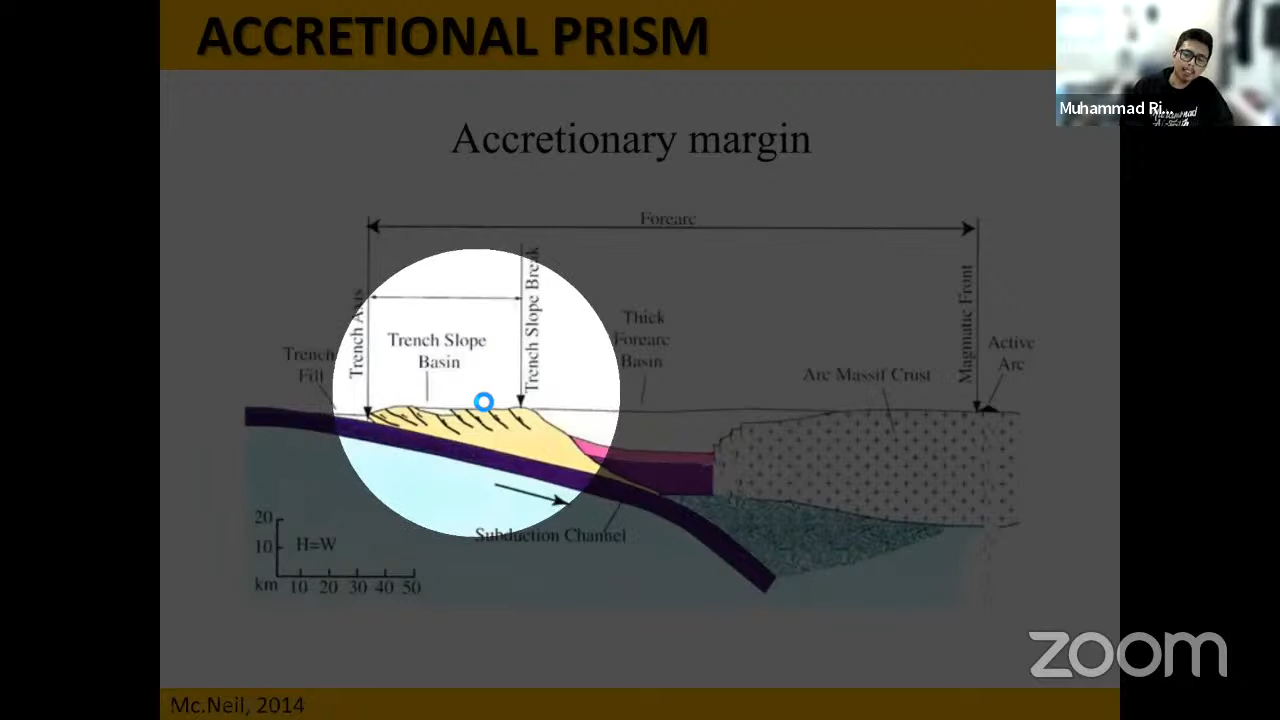 ACCRETIONAL PRISM
Muhammad Ri
Accretionary margin
Forearc
Trench Axis
Trench Slope Break
Magmatic Front
Trench Slope
Basin
Thick
Forearc
Basin
Trench
Fill
Arc Massif Crust
Active
Arc
Subduction Channel
20
10
km
H=W
10 20 30 40 50
zoom
Mc.Neil, 2014